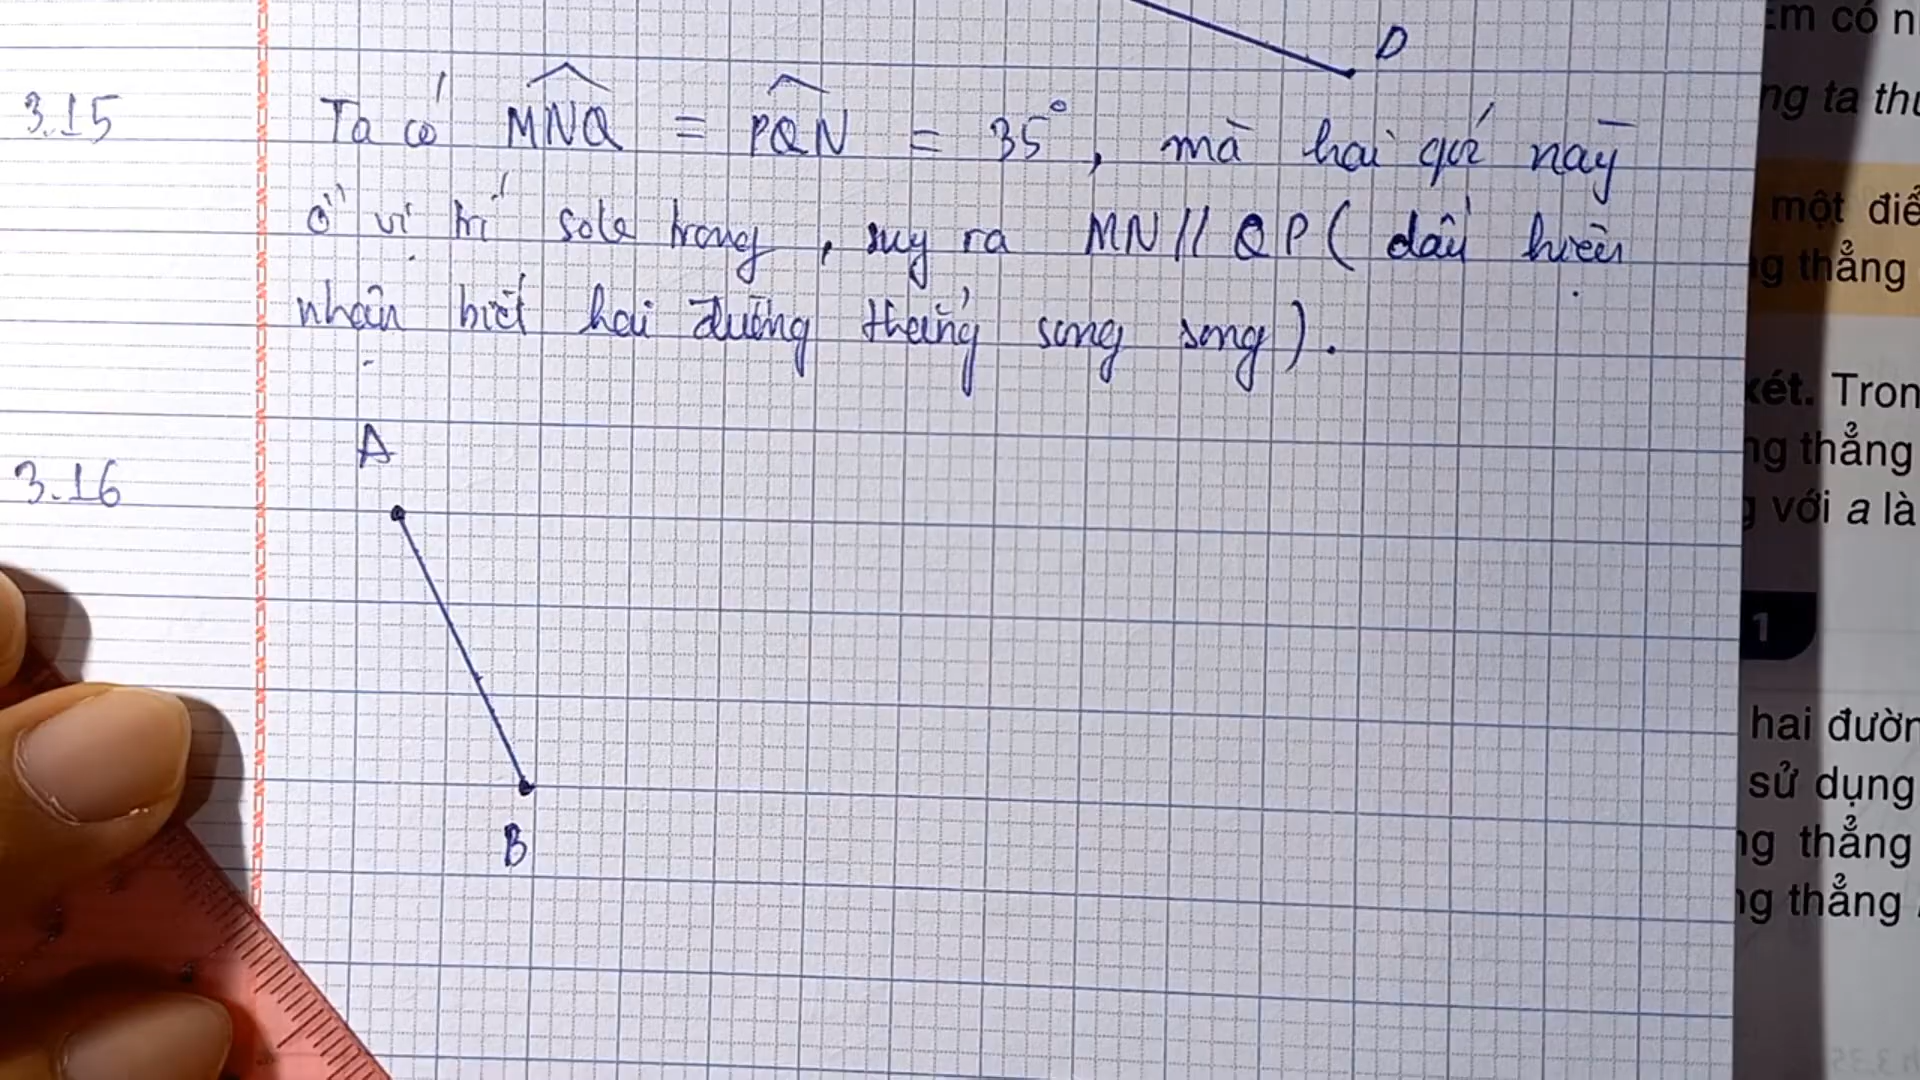 D
3.15
Ta có MNQ = PQN = 35°, mà hai góc này
ở vị trí sole trong, suy ra MN // QP ( dấu hiệu
nhận biết hai đường thẳng song song ).
A
3.16
B
Em có n
ng ta thu
một điể
g thẳng
xét. Tron
ng thẳng
g với a là
1
hai đườn
sử dụng
ng thẳng
ng thẳng